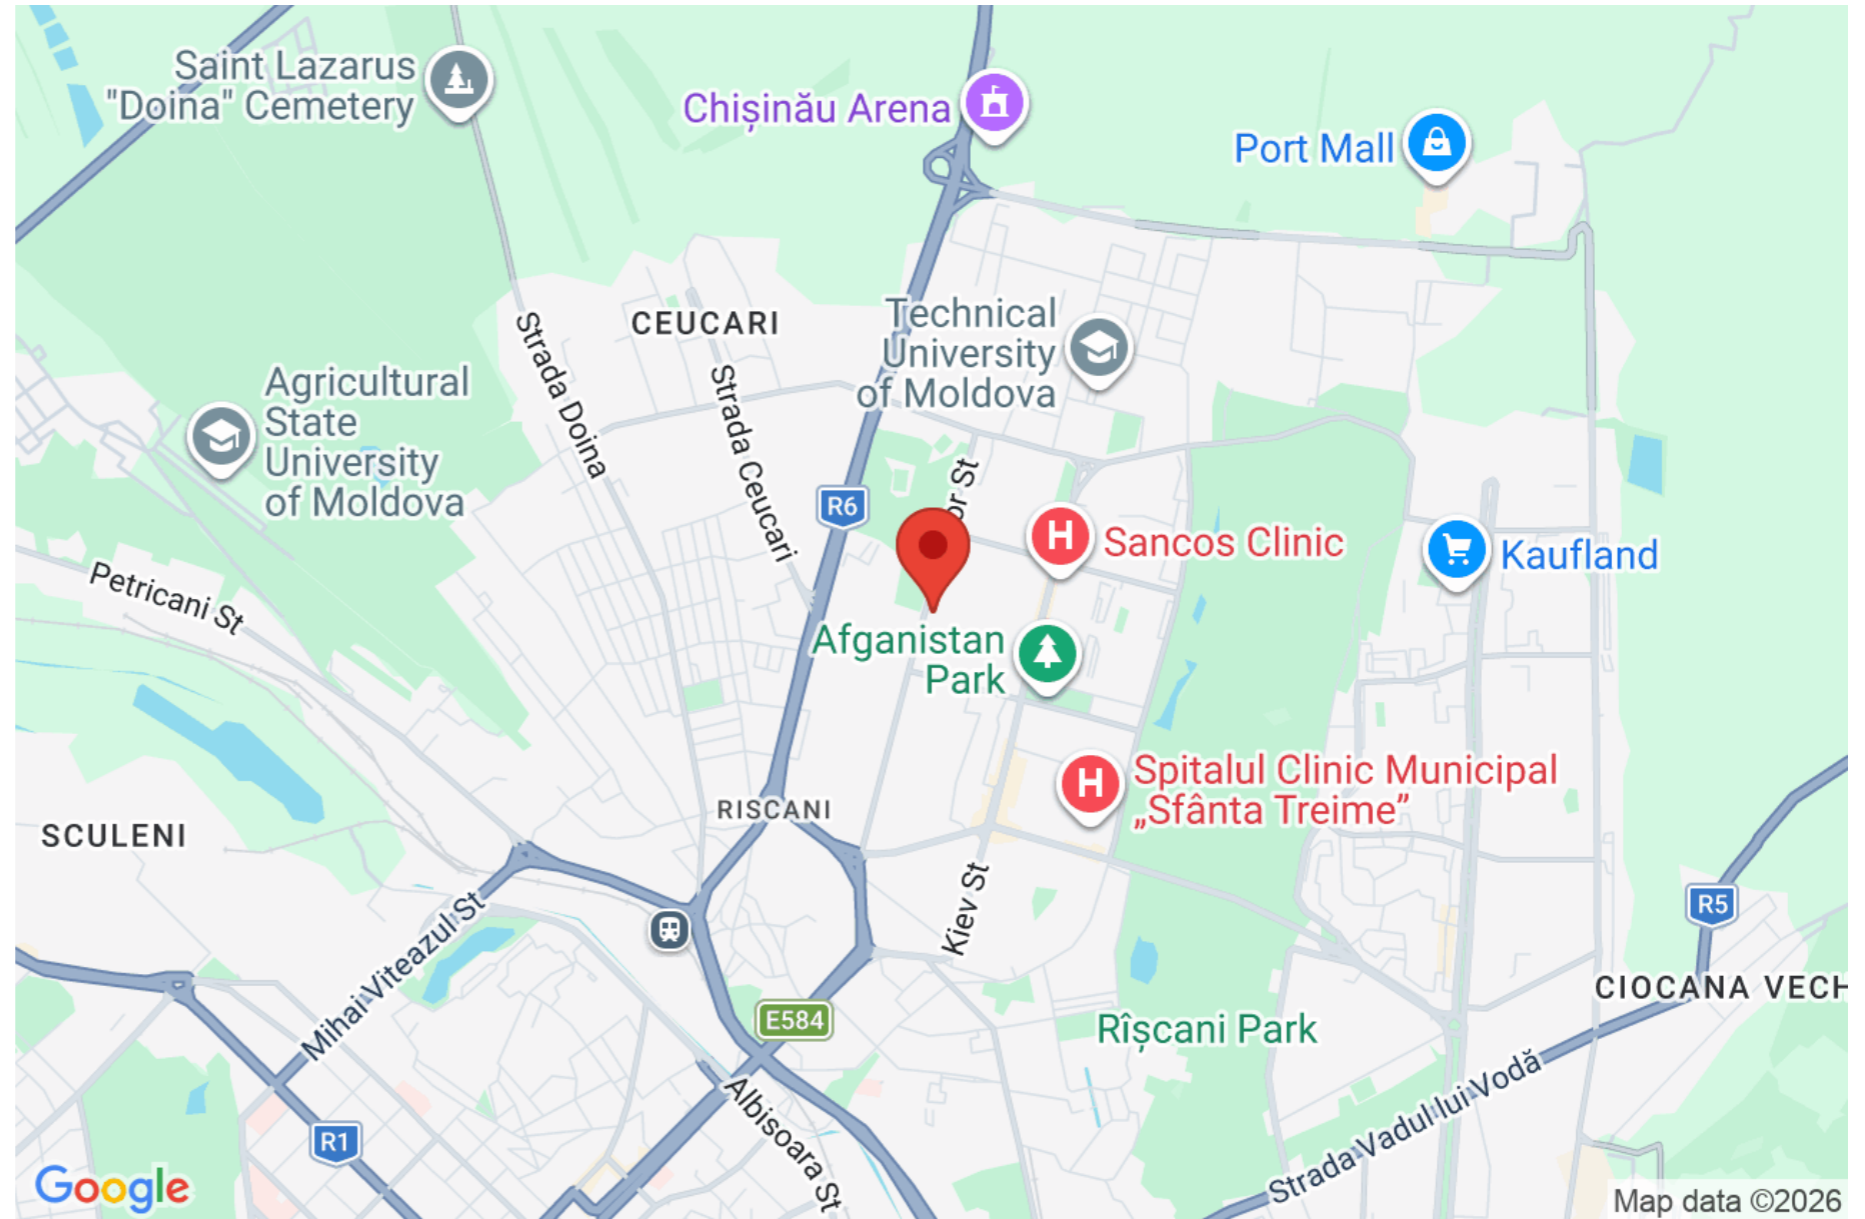 Saint Lazarus
"Doina" Cemetery
Chișinău Arena
Port Mall
CEUCARI
Technical
University
of Moldova
Strada Doina
Strada Ceucari
Agricultural
State
University
of Moldova
R6
St
H
Sancos Clinic
Kaufland
Petricani St
Afganistan
Park
H
Spitalul Clinic Municipal
„Sfânta Treime”
RISCANI
SCULENI
Kiev St
R5
Mihai Viteazul St
CIOCANA VECH
E584
Rîșcani Park
Albisoara St
R1
Strada Vadul lui Vodă
Google
Map data ©2026